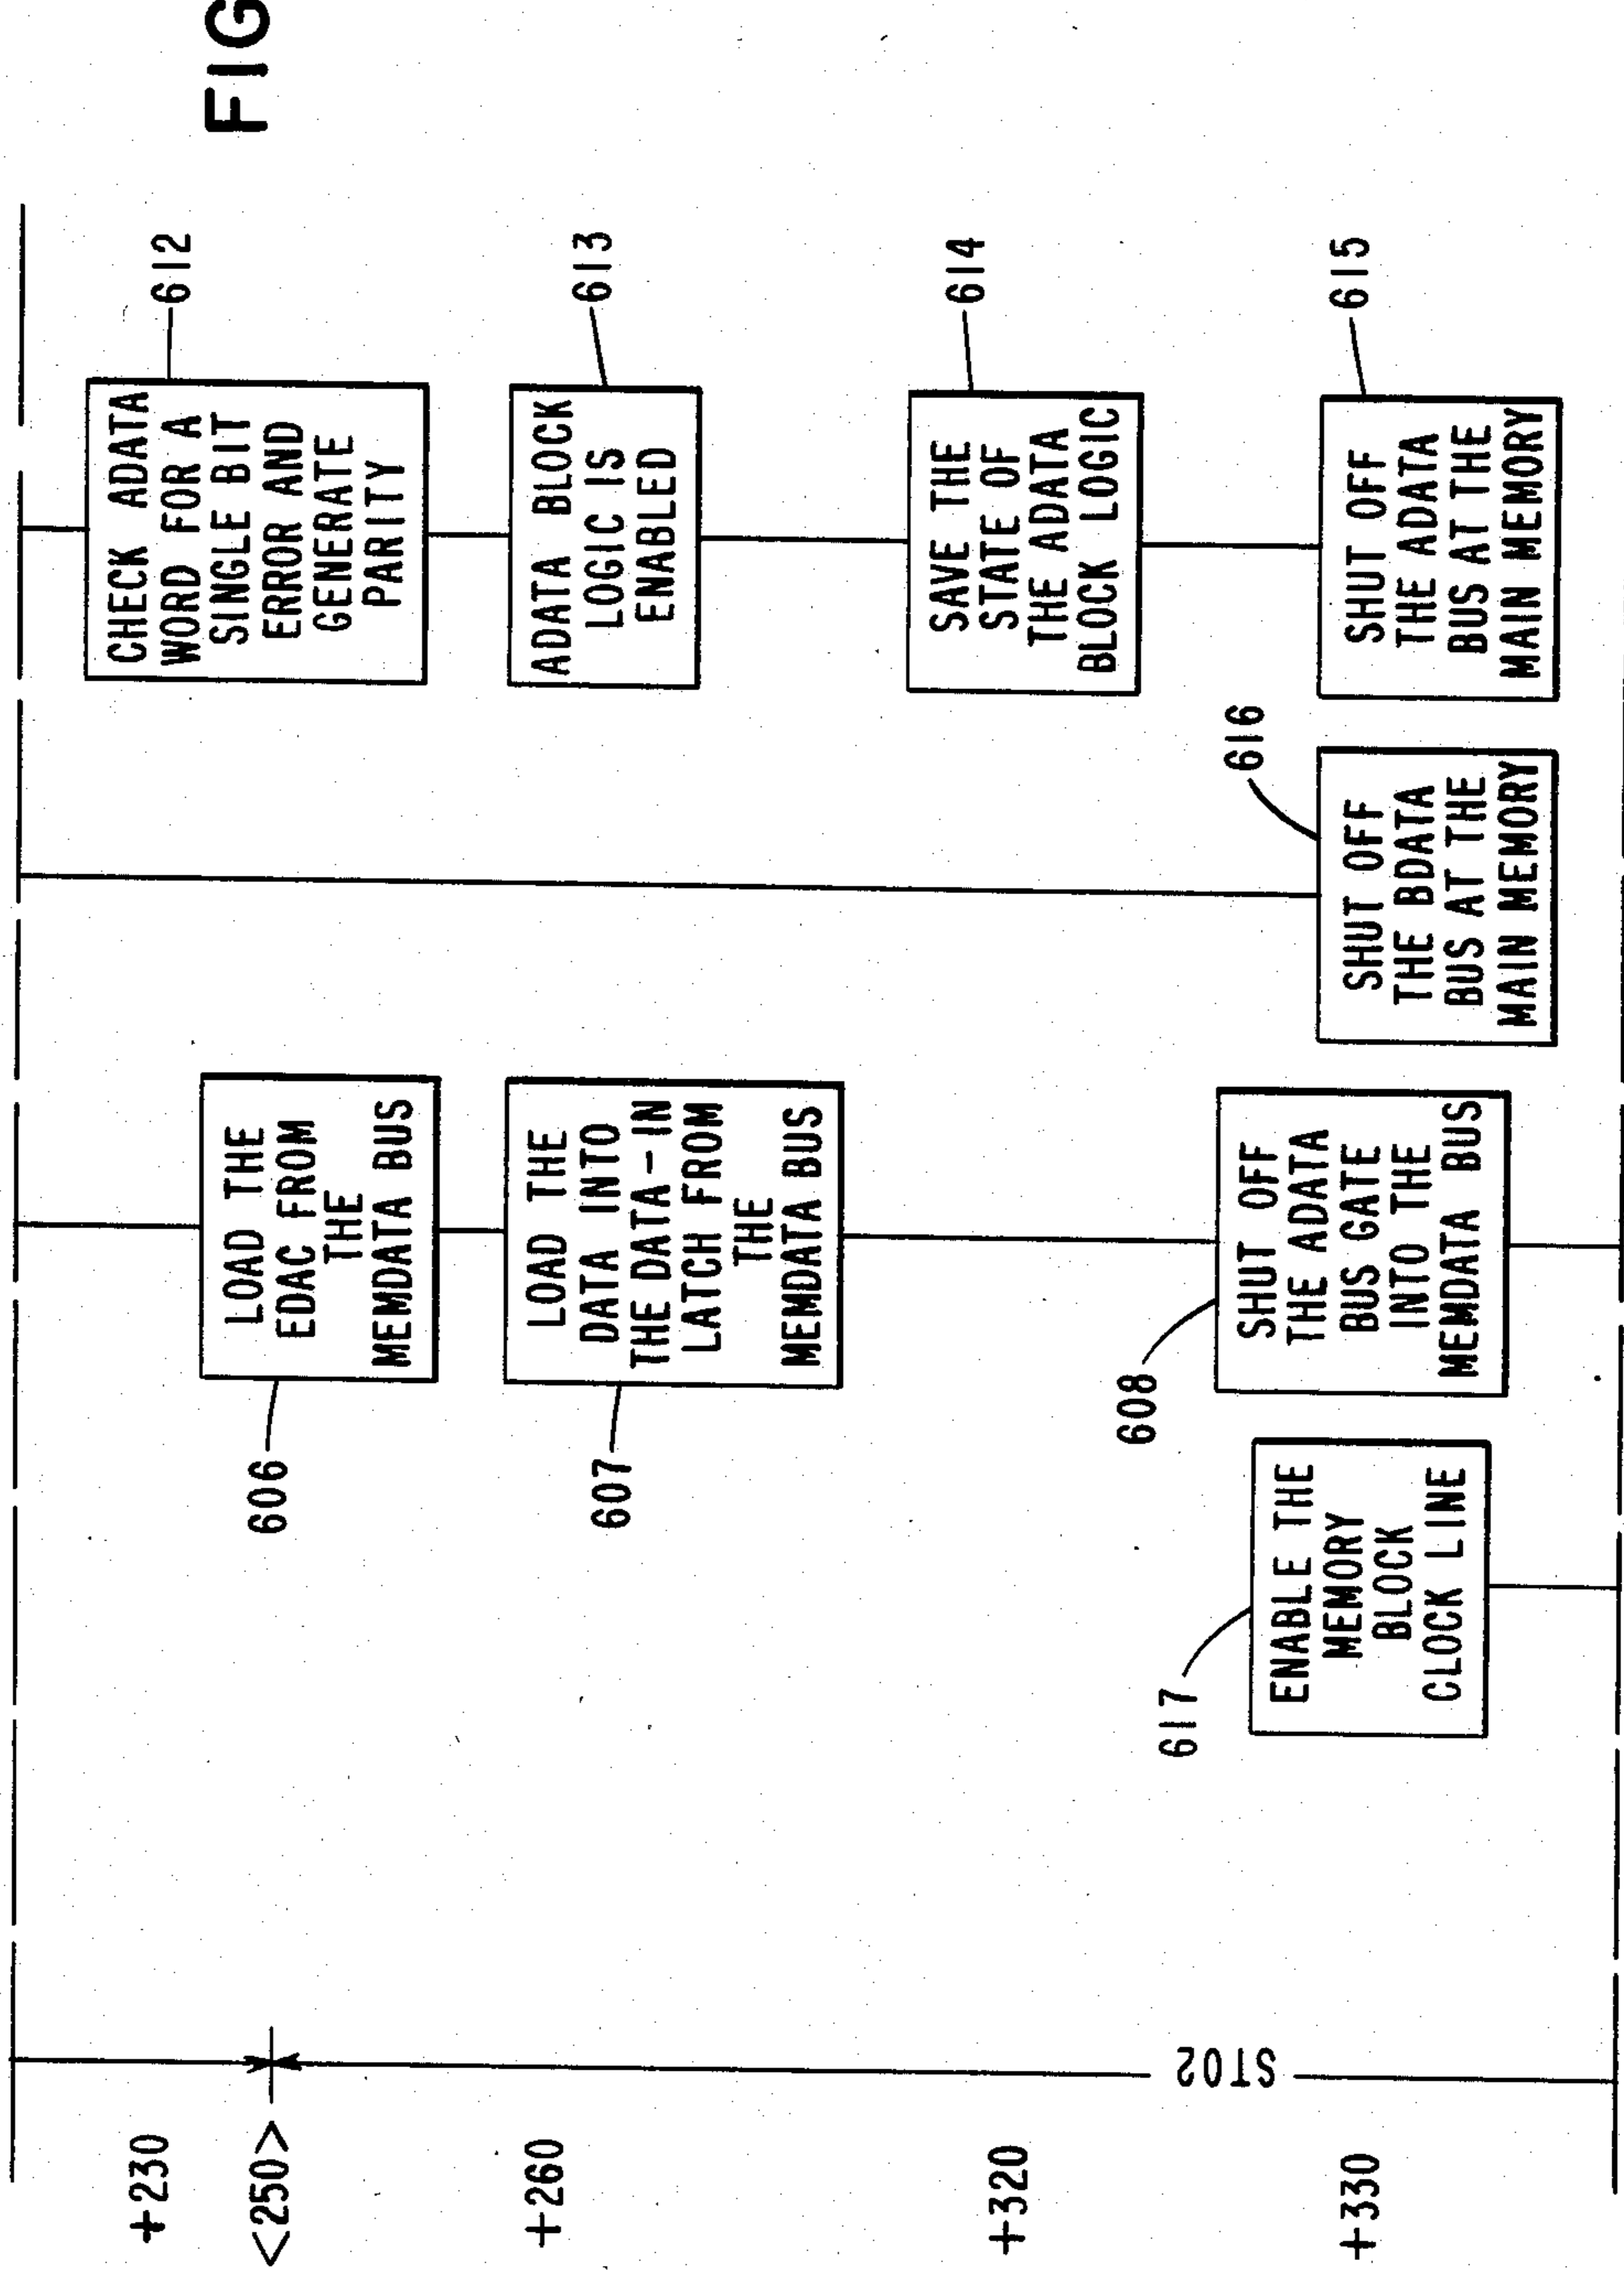 FIG
+230
<250>
+260
+320
+330
ST02
606
LOAD THE
EDAC FROM
THE
MEMDATA BUS
607
LOAD THE
DATA INTO
THE DATA-IN
LATCH FROM
THE
MEMDATA BUS
617
ENABLE THE
MEMORY
BLOCK
CLOCK LINE
608
SHUT OFF
THE ADATA
BUS GATE
INTO THE
MEMDATA BUS
616
SHUT OFF
THE BDATA
BUS AT THE
MAIN MEMORY
612
CHECK ADATA
WORD FOR A
SINGLE BIT
ERROR AND
GENERATE
PARITY
613
ADATA BLOCK
LOGIC IS
ENABLED
614
SAVE THE
STATE OF
THE ADATA
BLOCK LOGIC
615
SHUT OFF
THE ADATA
BUS AT THE
MAIN MEMORY